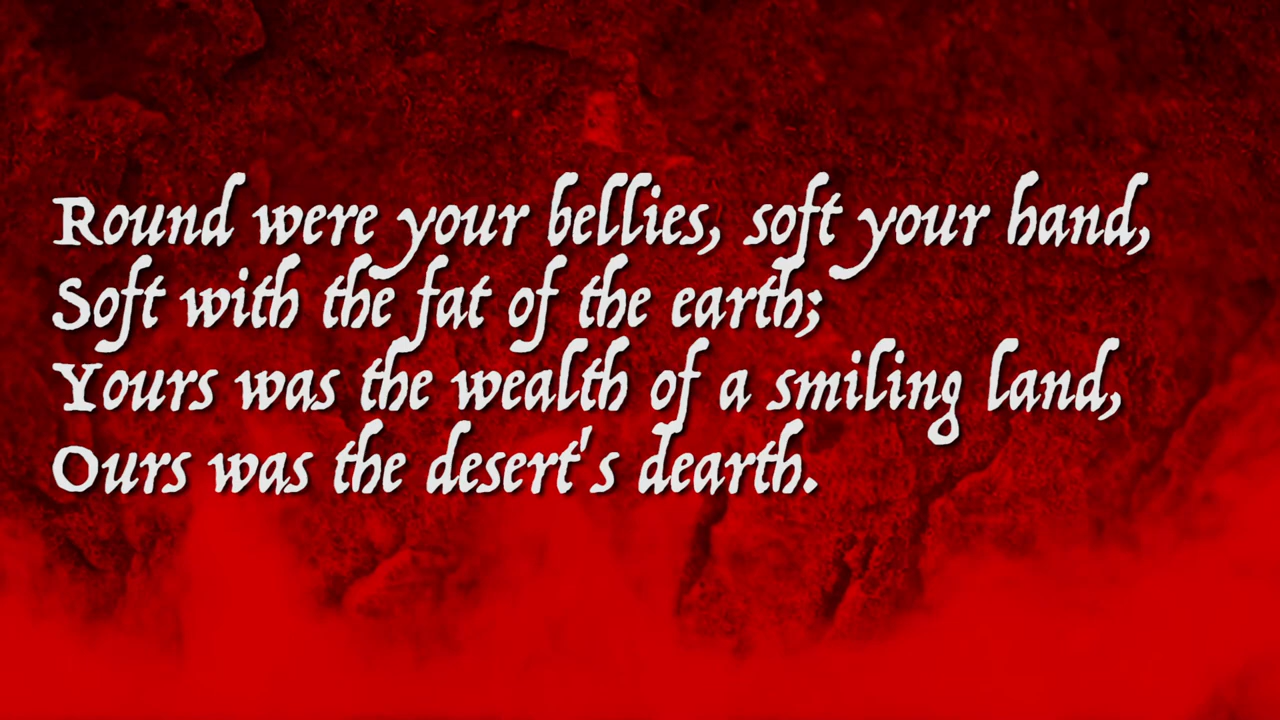 Round were your bellies, soft your hand,
Soft with the fat of the earth;
Yours was the wealth of a smiling land,
Ours was the desert's dearth.